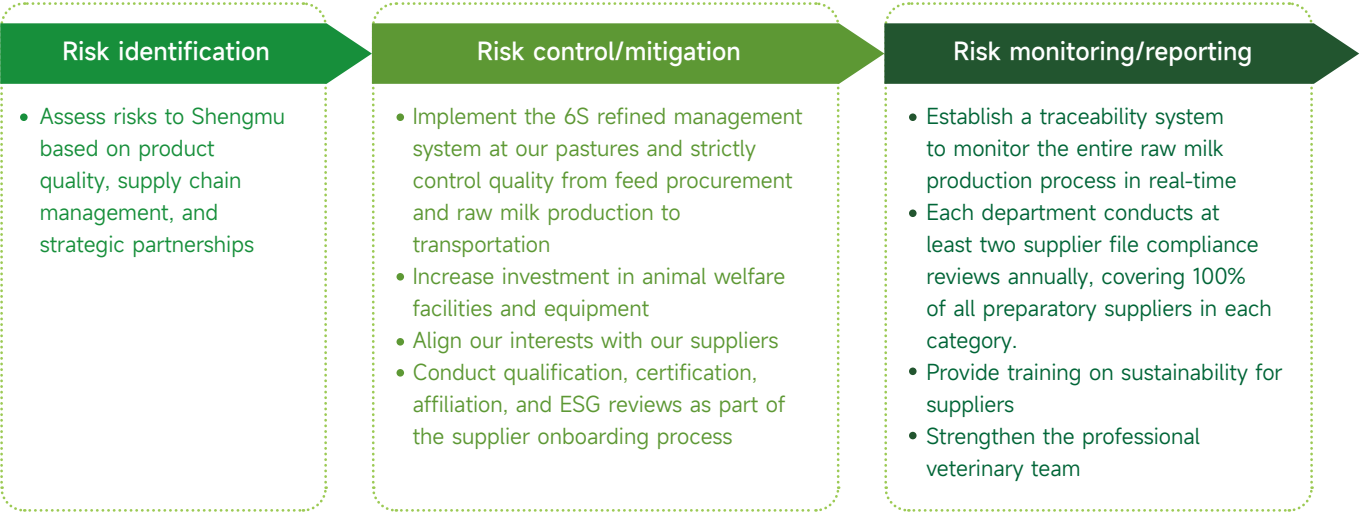 Risk identification
• Assess risks to Shengmu
based on product
quality, supply chain
management, and
strategic partnerships
Risk control/mitigation
• Implement the 6S refined management
system at our pastures and strictly
control quality from feed procurement
and raw milk production to
transportation
• Increase investment in animal welfare
facilities and equipment
• Align our interests with our suppliers
• Conduct qualification, certification,
affiliation, and ESG reviews as part of
the supplier onboarding process
Risk monitoring/reporting
• Establish a traceability system
to monitor the entire raw milk
production process in real-time
• Each department conducts at
least two supplier file compliance
reviews annually, covering 100%
of all preparatory suppliers in each
category.
• Provide training on sustainability for
suppliers
• Strengthen the professional
veterinary team